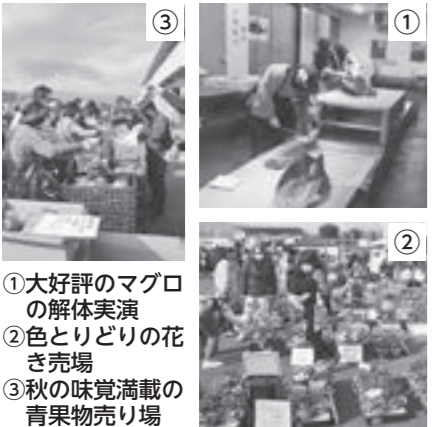 ③
①
②
①大好評のマグロ
の解体実演
②色とりどりの花
き売場
③秋の味覚満載の
青果物売り場